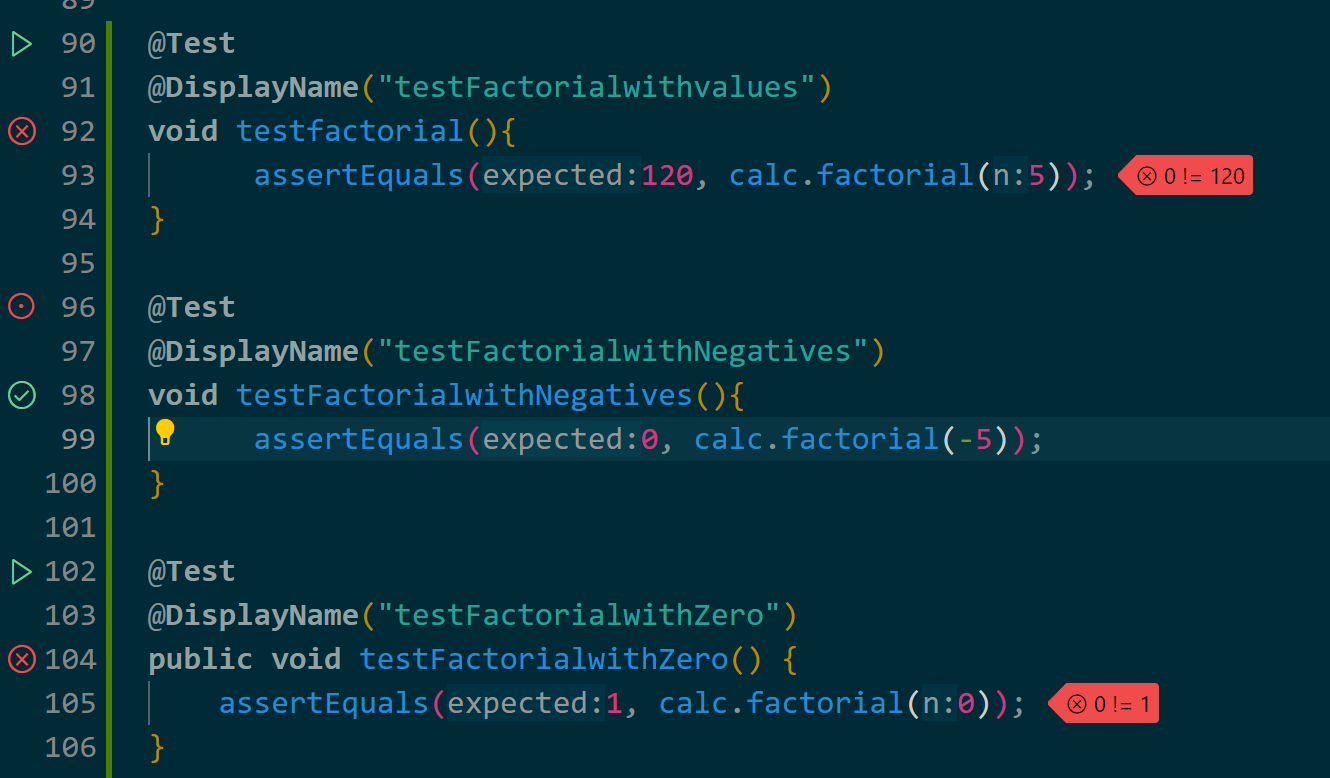 89
90 @Test
91 @DisplayName("testFactorialwithvalues")
92 void testfactorial(){
93 assertEquals(expected:120, calc.factorial(n:5)); 0 != 120
94 }
95
96 @Test
97 @DisplayName("testFactorialwithNegatives")
98 void testFactorialwithNegatives(){
99 assertEquals(expected:0, calc.factorial(-5));
100 }
101
102 @Test
103 @DisplayName("testFactorialwithZero")
104 public void testFactorialwithZero() {
105 assertEquals(expected:1, calc.factorial(n:0)); 0 != 1
106 }